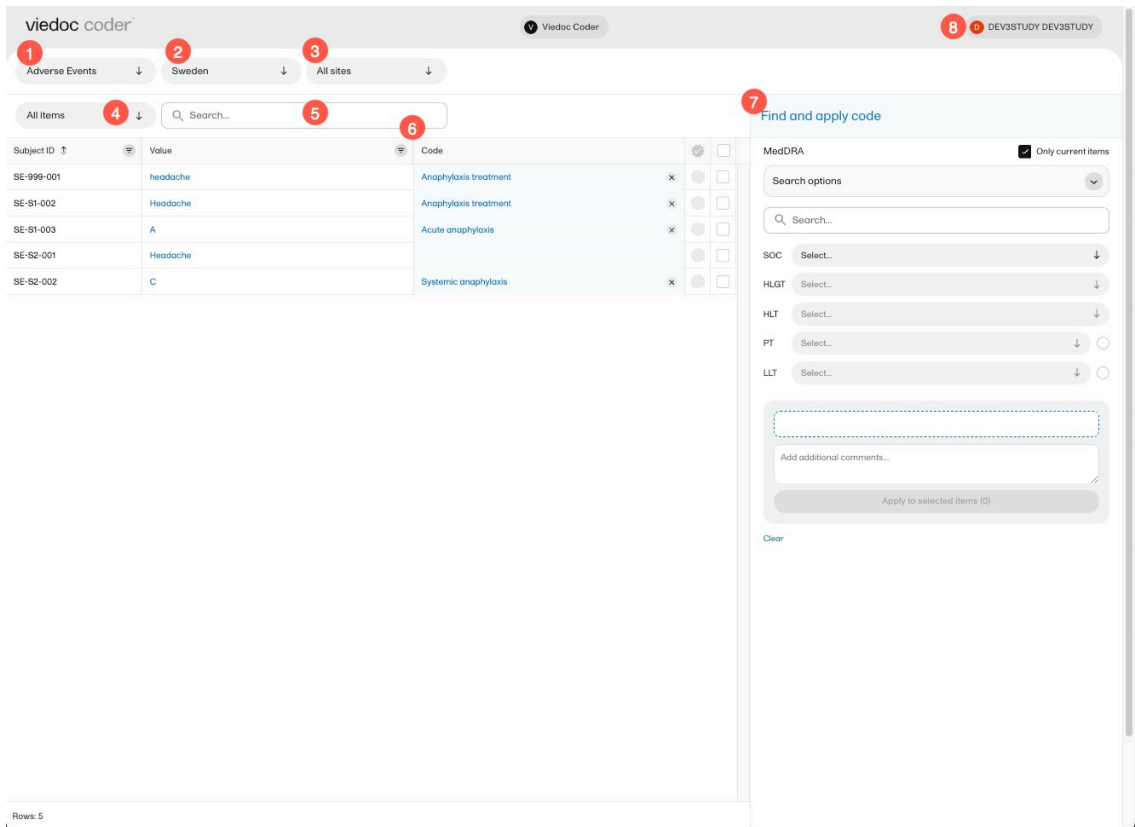 viedoc coder
V Viedoc Coder
8 D DEV3STUDY DEV3STUDY
1 2 3
Adverse Events ↓ Sweden ↓ All sites ↓
All items 4 ↓ Search... 5
6
7 Find and apply code
Subject ID ↑ Value Code
SE-999-001 headache Anaphylaxis treatment ×
SE-S1-002 Headache Anaphylaxis treatment ×
SE-S1-003 A Acute anaphylaxis ×
SE-S2-001 Headache
SE-S2-002 C Systemic anaphylaxis ×
MedDRA Only current items
Search options
Search...
SOC Select... ↓
HLGT Select... ↓
HLT Select... ↓
PT Select... ↓
LLT Select... ↓
Add additional comments...
Apply to selected items (0)
Clear
Rows: 5